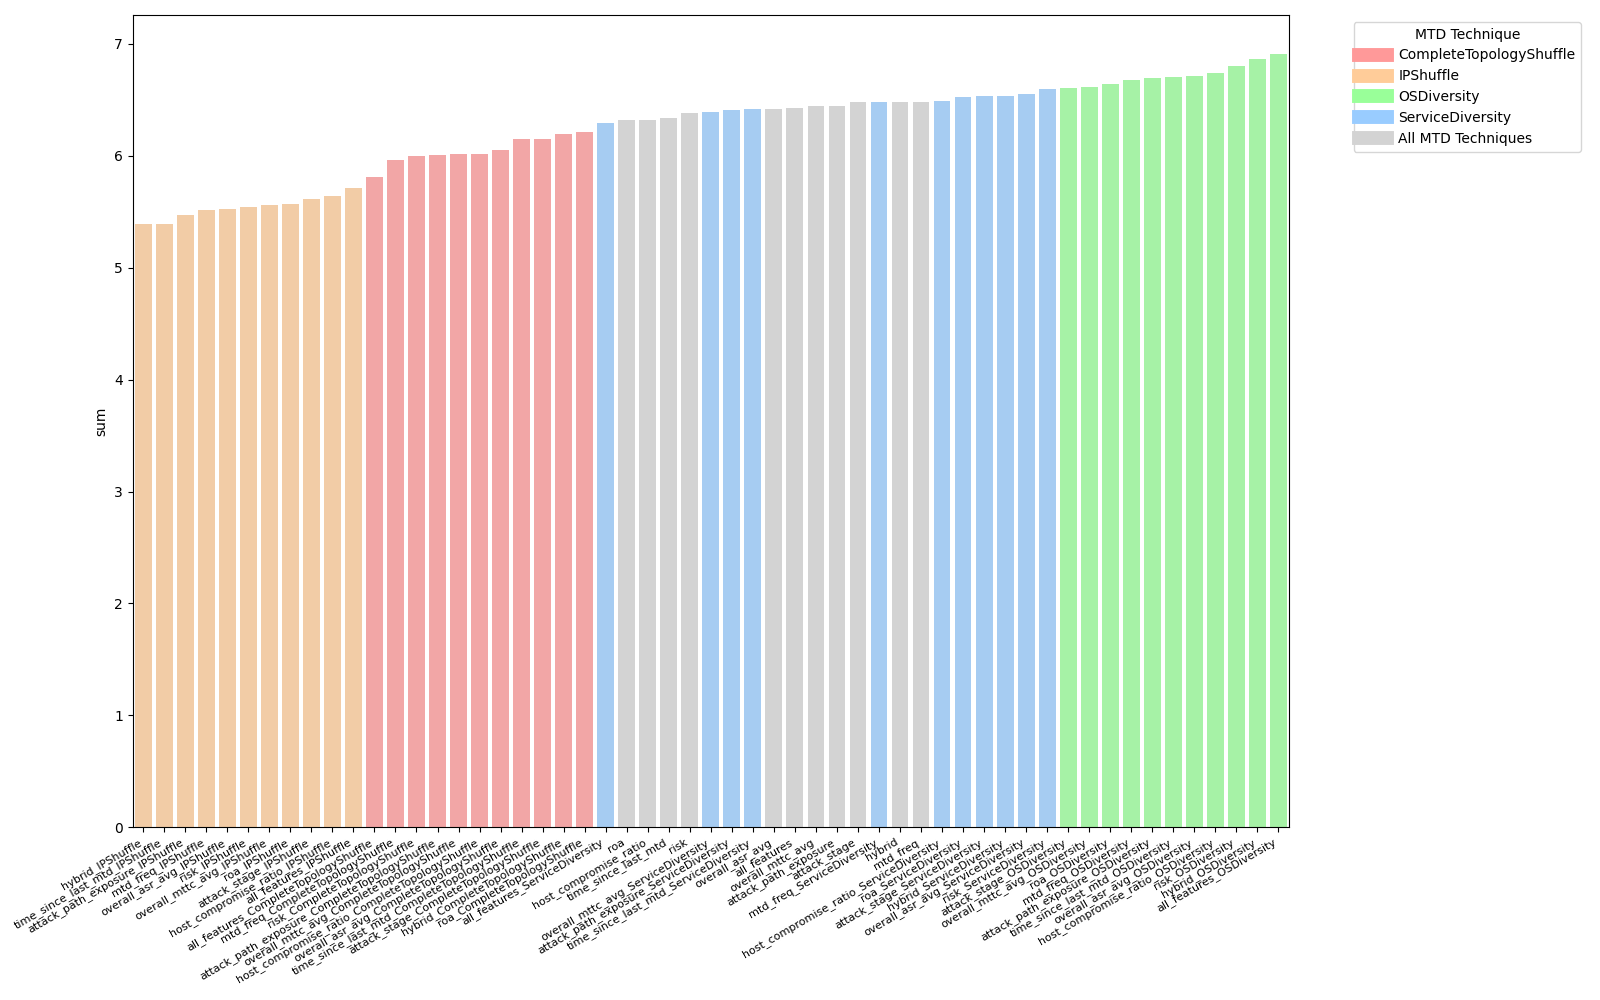 MTD Technique
CompleteTopologyShuffle
IPShuffle
OSDiversity
ServiceDiversity
All MTD Techniques
sum
7
6
5
4
3
2
1
0
hybrid_IPShuffle
time_since_last_mtd_IPShuffle
attack_path_exposure_IPShuffle
mtd_freq_IPShuffle
overall_asr_avg_IPShuffle
risk_IPShuffle
overall_mttc_avg_IPShuffle
roa_IPShuffle
attack_stage_IPShuffle
host_compromise_ratio_IPShuffle
all_features_IPShuffle
all_features_CompleteTopologyShuffle
mtd_freq_CompleteTopologyShuffle
risk_CompleteTopologyShuffle
attack_path_exposure_CompleteTopologyShuffle
overall_mttc_avg_CompleteTopologyShuffle
host_compromise_ratio_CompleteTopologyShuffle
overall_asr_avg_CompleteTopologyShuffle
time_since_last_mtd_CompleteTopologyShuffle
attack_stage_CompleteTopologyShuffle
hybrid_CompleteTopologyShuffle
roa_CompleteTopologyShuffle
all_features_ServiceDiversity
roa
host_compromise_ratio
time_since_last_mtd
risk
overall_mttc_avg_ServiceDiversity
attack_path_exposure_ServiceDiversity
time_since_last_mtd_ServiceDiversity
overall_asr_avg
all_features
overall_mttc_avg
attack_path_exposure
attack_stage
mtd_freq_ServiceDiversity
hybrid
mtd_freq
host_compromise_ratio_ServiceDiversity
roa_ServiceDiversity
attack_stage_ServiceDiversity
hybrid_ServiceDiversity
overall_asr_avg_ServiceDiversity
risk_ServiceDiversity
attack_stage_OSDiversity
overall_mttc_avg_OSDiversity
roa_OSDiversity
mtd_freq_OSDiversity
attack_path_exposure_OSDiversity
time_since_last_mtd_OSDiversity
overall_asr_avg_OSDiversity
host_compromise_ratio_OSDiversity
risk_OSDiversity
hybrid_OSDiversity
all_features_OSDiversity